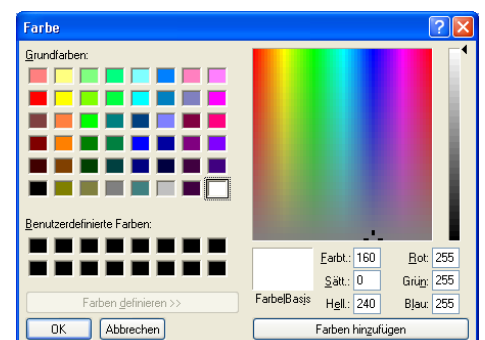 Farbe
Grundfarben:
Benutzerdefinierte Farben:
Farben definieren >>
OK Abbrechen
Farbe|Basis
Farbt.: 160 Rot: 255
Sätt.: 0 Grün: 255
Hell: 240 Blau: 255
Farben hinzufügen